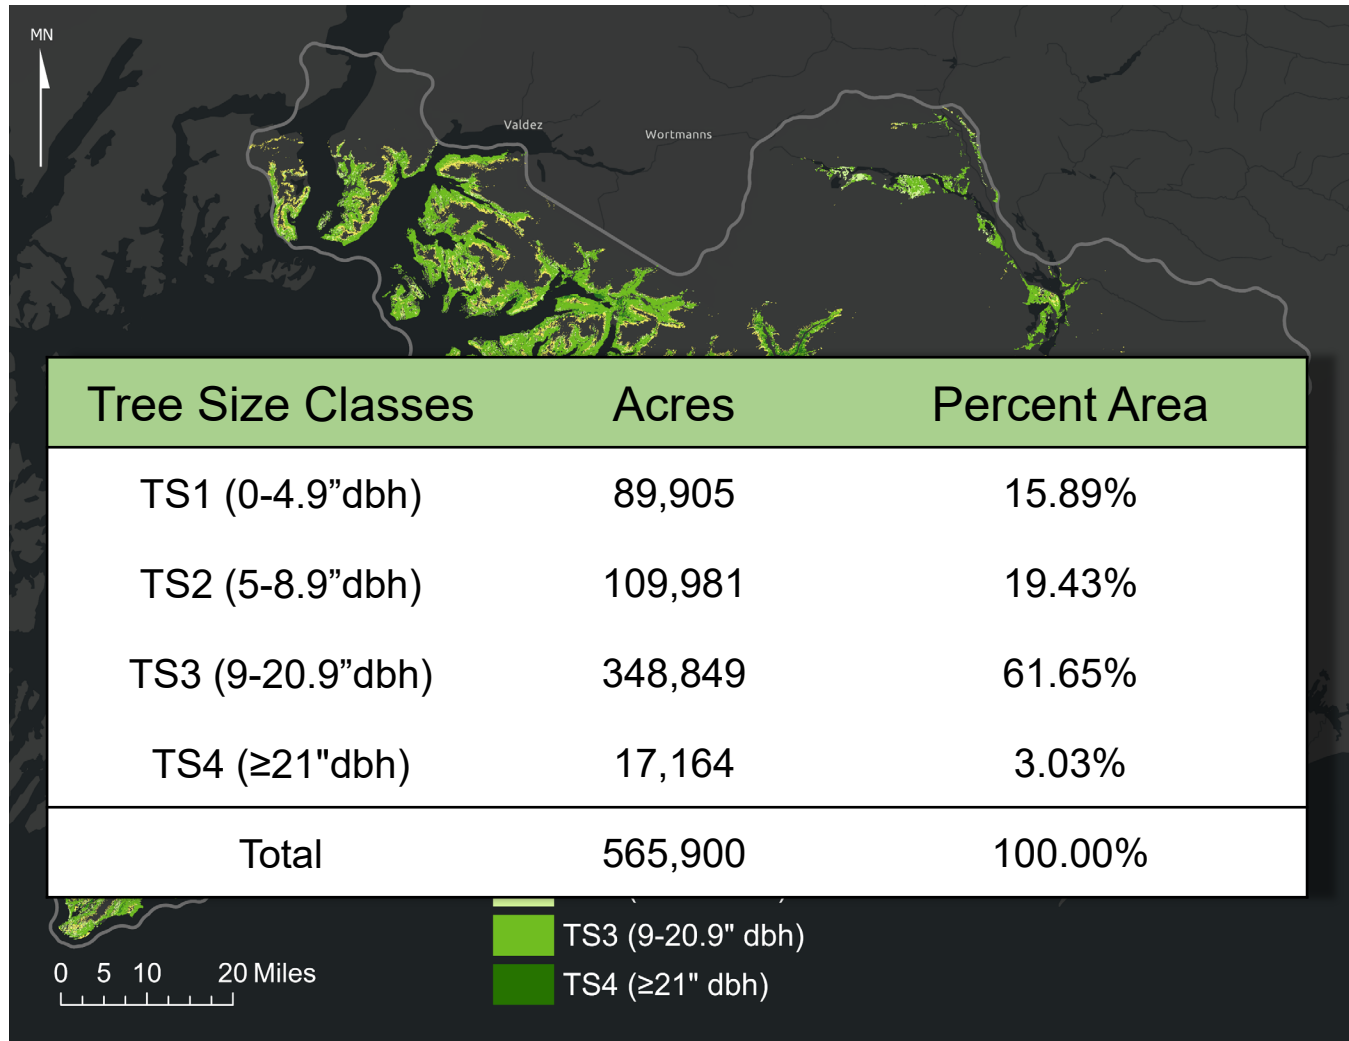 MN
Valdez
Wortmanns
Tree Size Classes Acres Percent Area
TS1 (0-4.9”dbh) 89,905 15.89%
TS2 (5-8.9”dbh) 109,981 19.43%
TS3 (9-20.9”dbh) 348,849 61.65%
TS4 (≥21"dbh) 17,164 3.03%
Total 565,900 100.00%
TS3 (9-20.9" dbh)
TS4 (≥21" dbh)
0 5 10 20 Miles